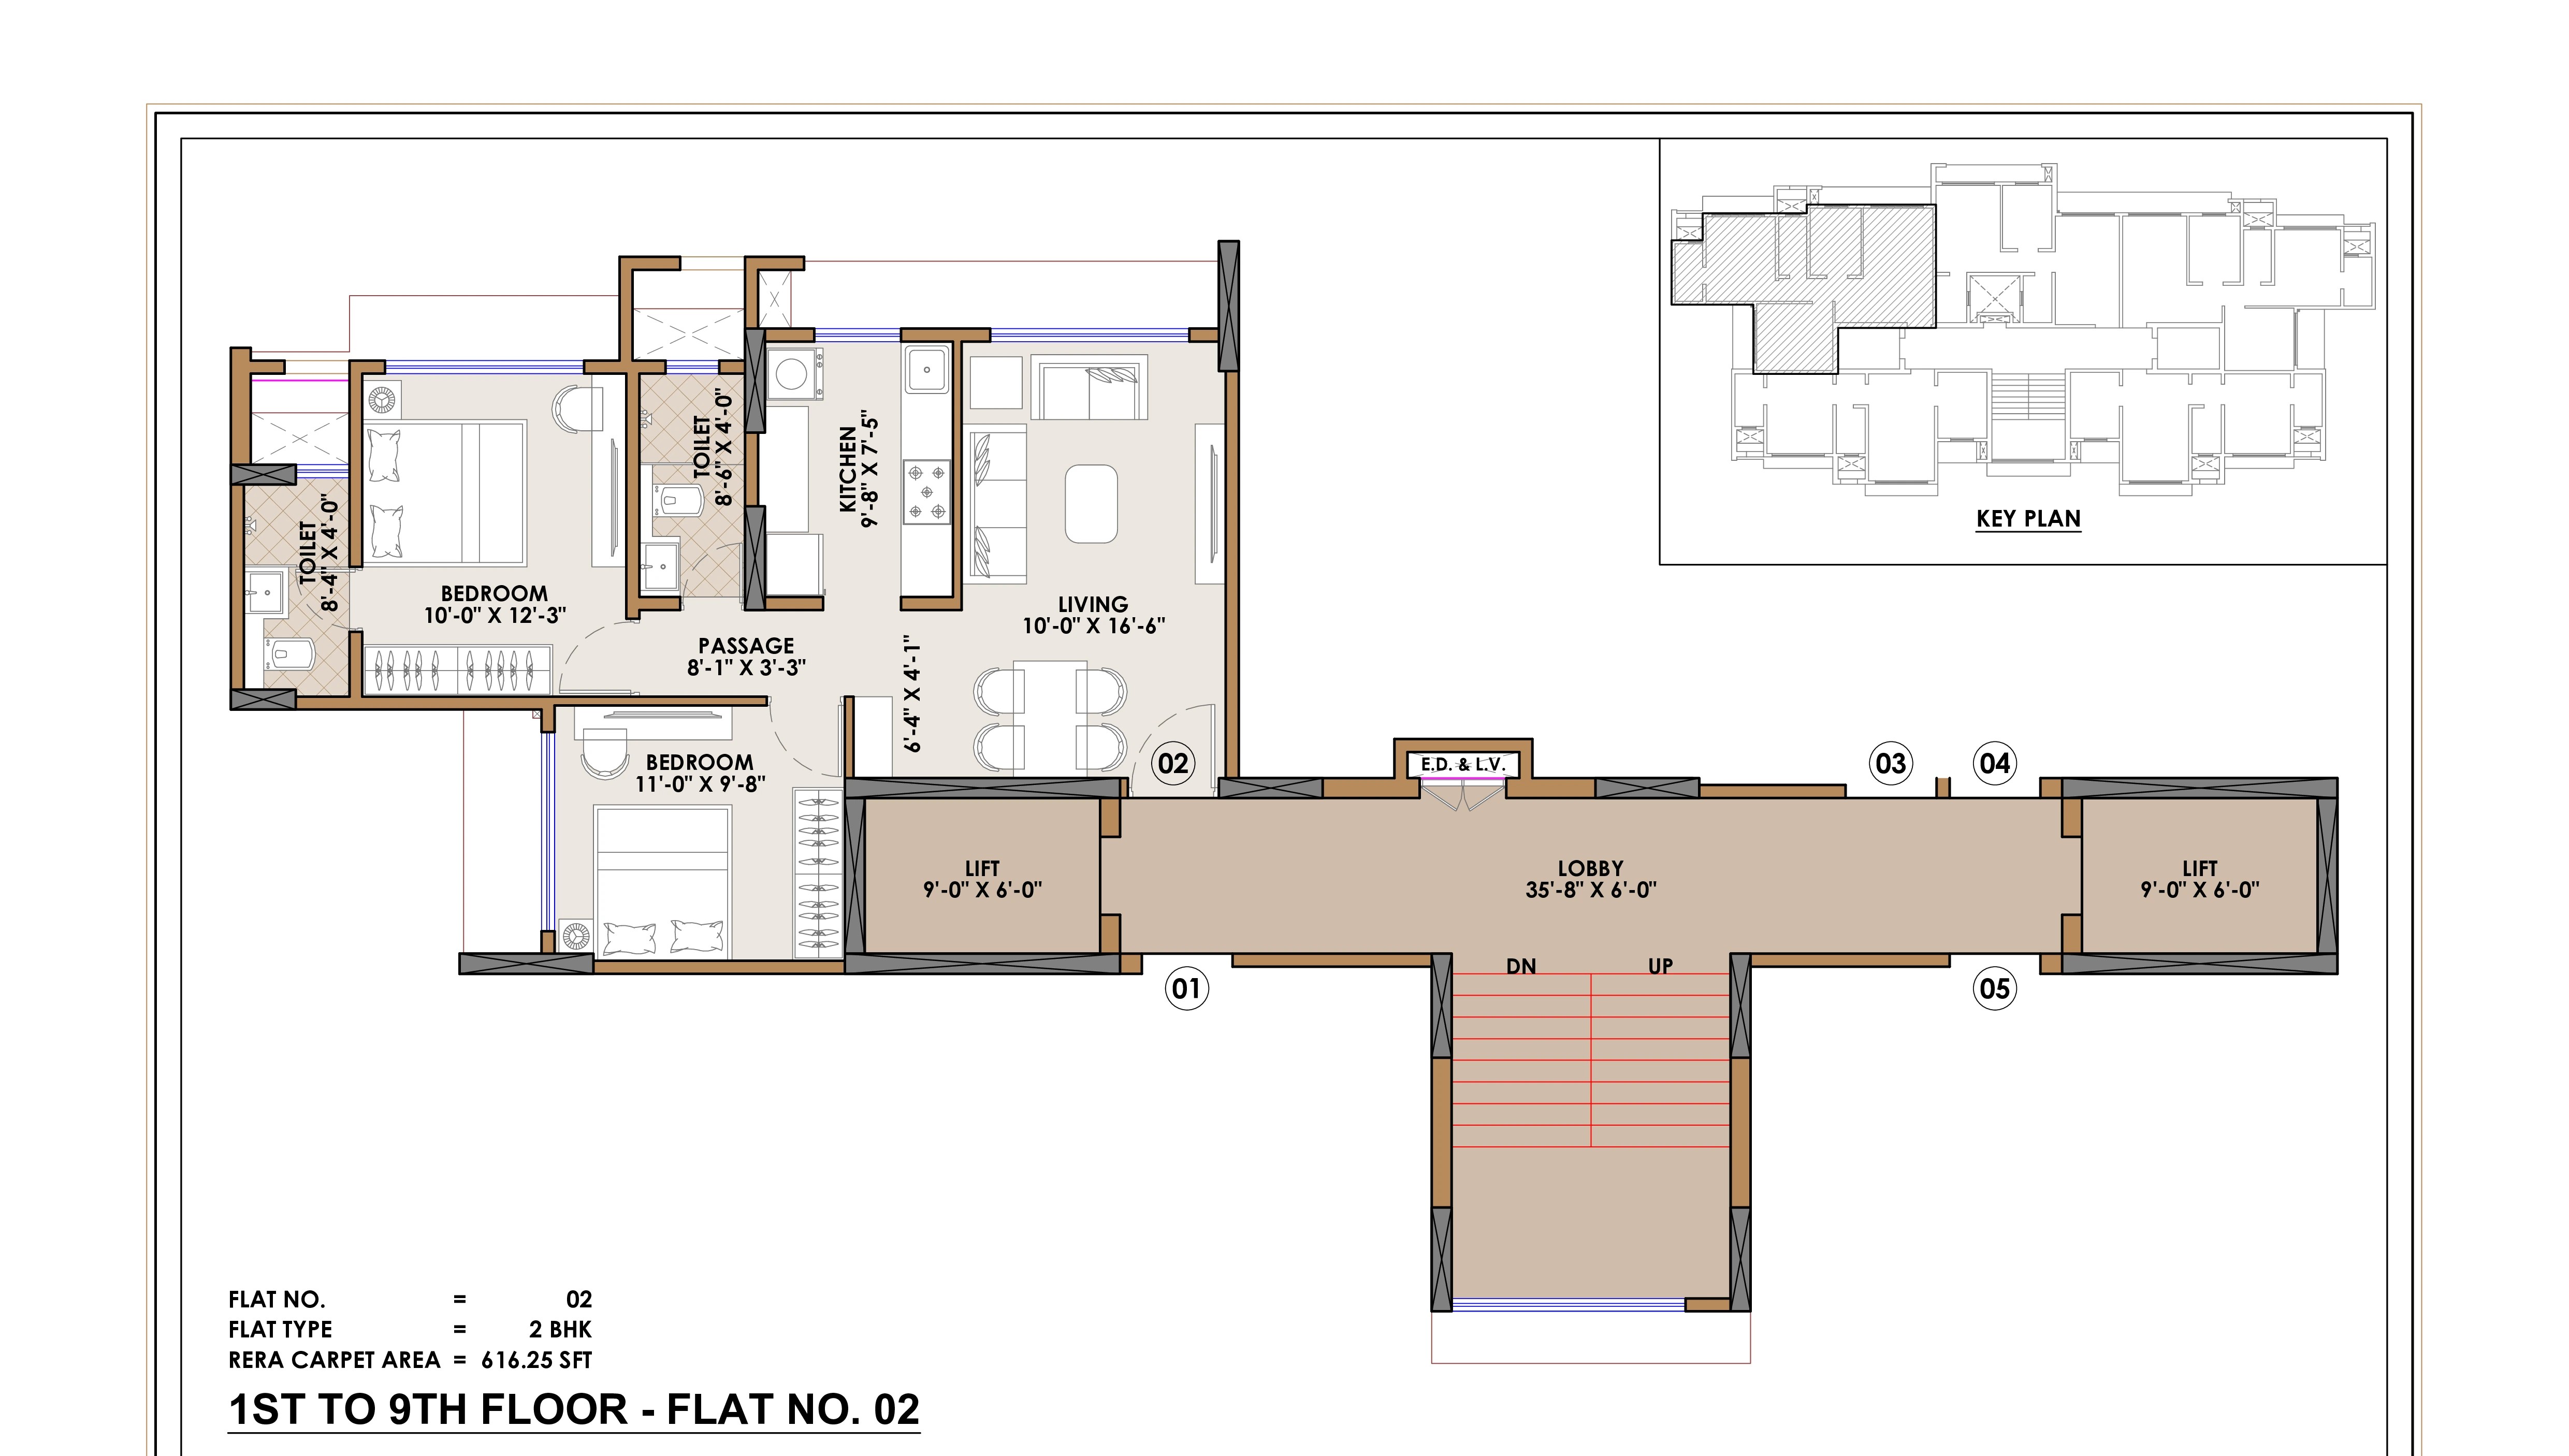 KEY PLAN
TOILET
8'-6" X 4'-0"
KITCHEN
9'-8" X 7'-5"
TOILET
8'-4" X 4'-0"
BEDROOM
10'-0" X 12'-3"
LIVING
10'-0" X 16'-6"
PASSAGE
8'-1" X 3'-3"
6'-4" X 4'-1"
BEDROOM
11'-0" X 9'-8"
02
E.D. & L.V.
03
04
LIFT
9'-0" X 6'-0"
LOBBY
35'-8" X 6'-0"
LIFT
9'-0" X 6'-0"
DN
UP
01
05
FLAT NO. = 02
FLAT TYPE = 2 BHK
RERA CARPET AREA = 616.25 SFT
1ST TO 9TH FLOOR - FLAT NO. 02